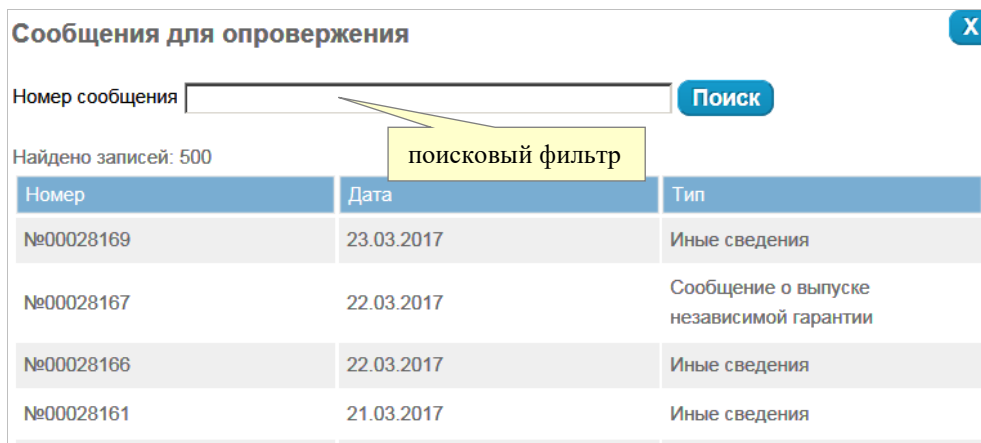 Сообщения для опровержения
X
Номер сообщения
Поиск
поисковый фильтр
Найдено записей: 500
Номер Дата Тип
№00028169 23.03.2017 Иные сведения
№00028167 22.03.2017 Сообщение о выпуске
независимой гарантии
№00028166 22.03.2017 Иные сведения
№00028161 21.03.2017 Иные сведения